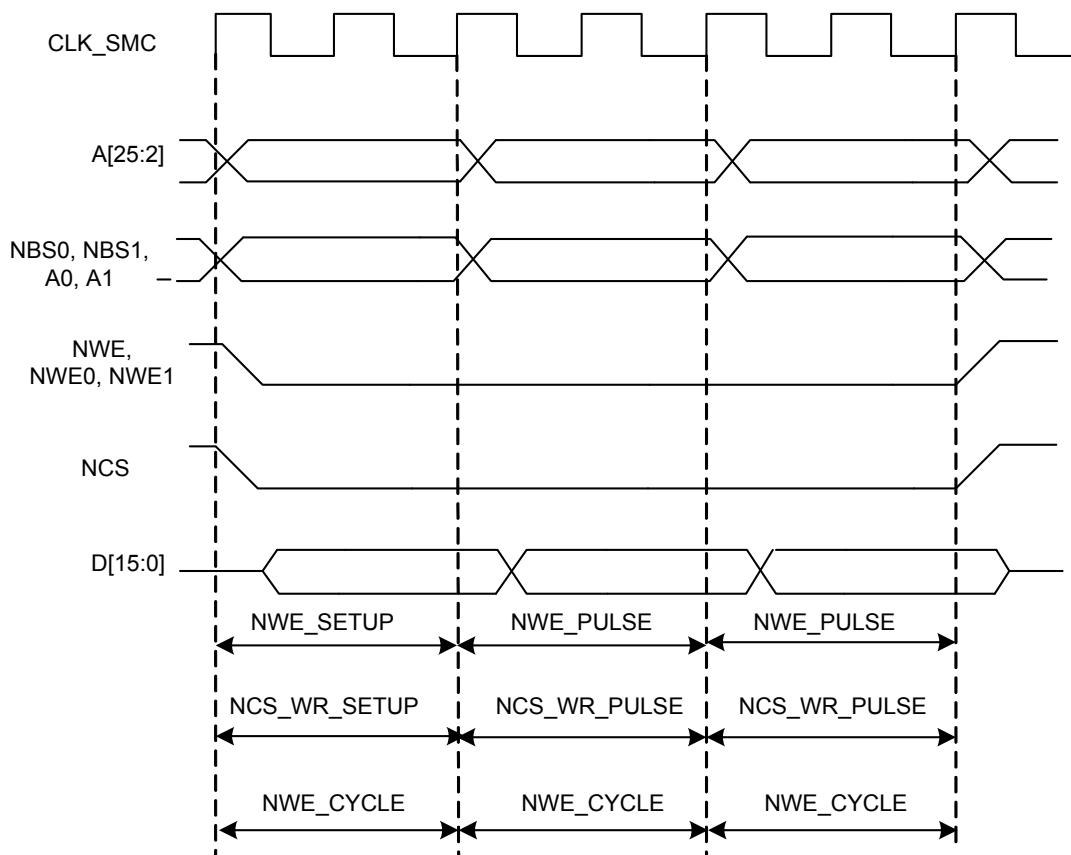 CLK_SMC
A[25:2]
NBS0, NBS1,
A0, A1
NWE,
NWE0, NWE1
NCS
D[15:0]
NWE_SETUP NWE_PULSE NWE_PULSE
NCS_WR_SETUP NCS_WR_PULSE NCS_WR_PULSE
NWE_CYCLE NWE_CYCLE NWE_CYCLE